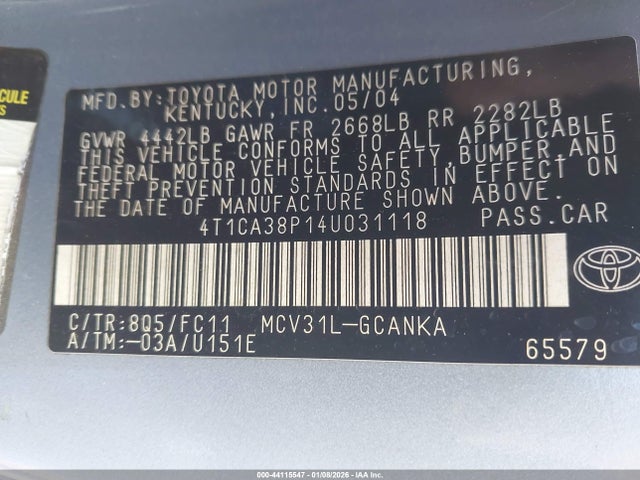 CULE
S
MFD.BY:TOYOTA MOTOR MANUFACTURING,
KENTUCKY,INC.05/04
GVWR 4442LB GAWR FR 2668LB RR 2282LB
THIS VEHICLE CONFORMS TO ALL APPLICABLE
FEDERAL MOTOR VEHICLE SAFETY,BUMPER AND
THEFT PREVENTION STANDARDS IN EFFECT ON
THE DATE OF MANUFACTURE SHOWN ABOVE.
4T1CA38P14U031118 PASS.CAR
C/TR:8Q5/FC11 MCV31L-GCANKA
A/TM:-03A/U151E 65579
000-44115547 | 01/08/2026 - IAA Inc.